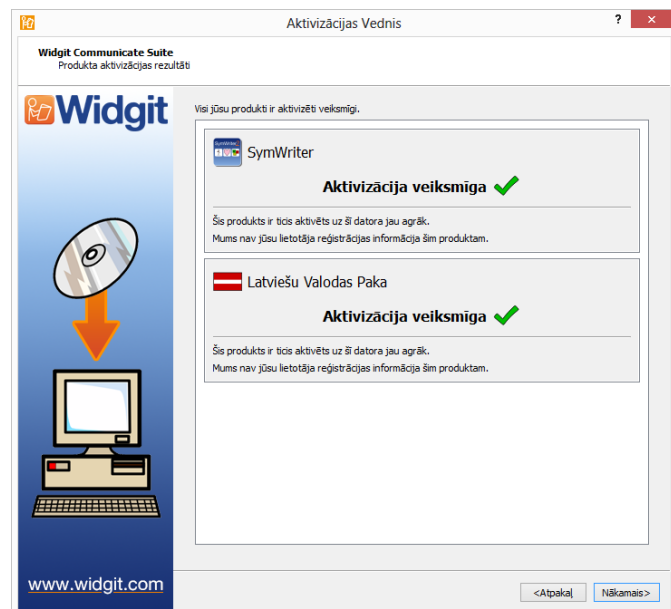 Aktivizācijas Vednis
Widgit Communicate Suite
Produkta aktivizācijas rezultāti
Widgit
Visi jūsu produkti ir aktivizēti veiksmīgi.
SymWriter
Aktivizācija veiksmīga
Šis produkts ir ticis aktivēts uz šī datora jau agrāk.
Mums nav jūsu lietotāja reģistrācijas informācija šim produktam.
Latviešu Valodas Paka
Aktivizācija veiksmīga
Šis produkts ir ticis aktivēts uz šī datora jau agrāk.
Mums nav jūsu lietotāja reģistrācijas informācija šim produktam.
www.widgit.com
<Atpakaļ
Nākamais>